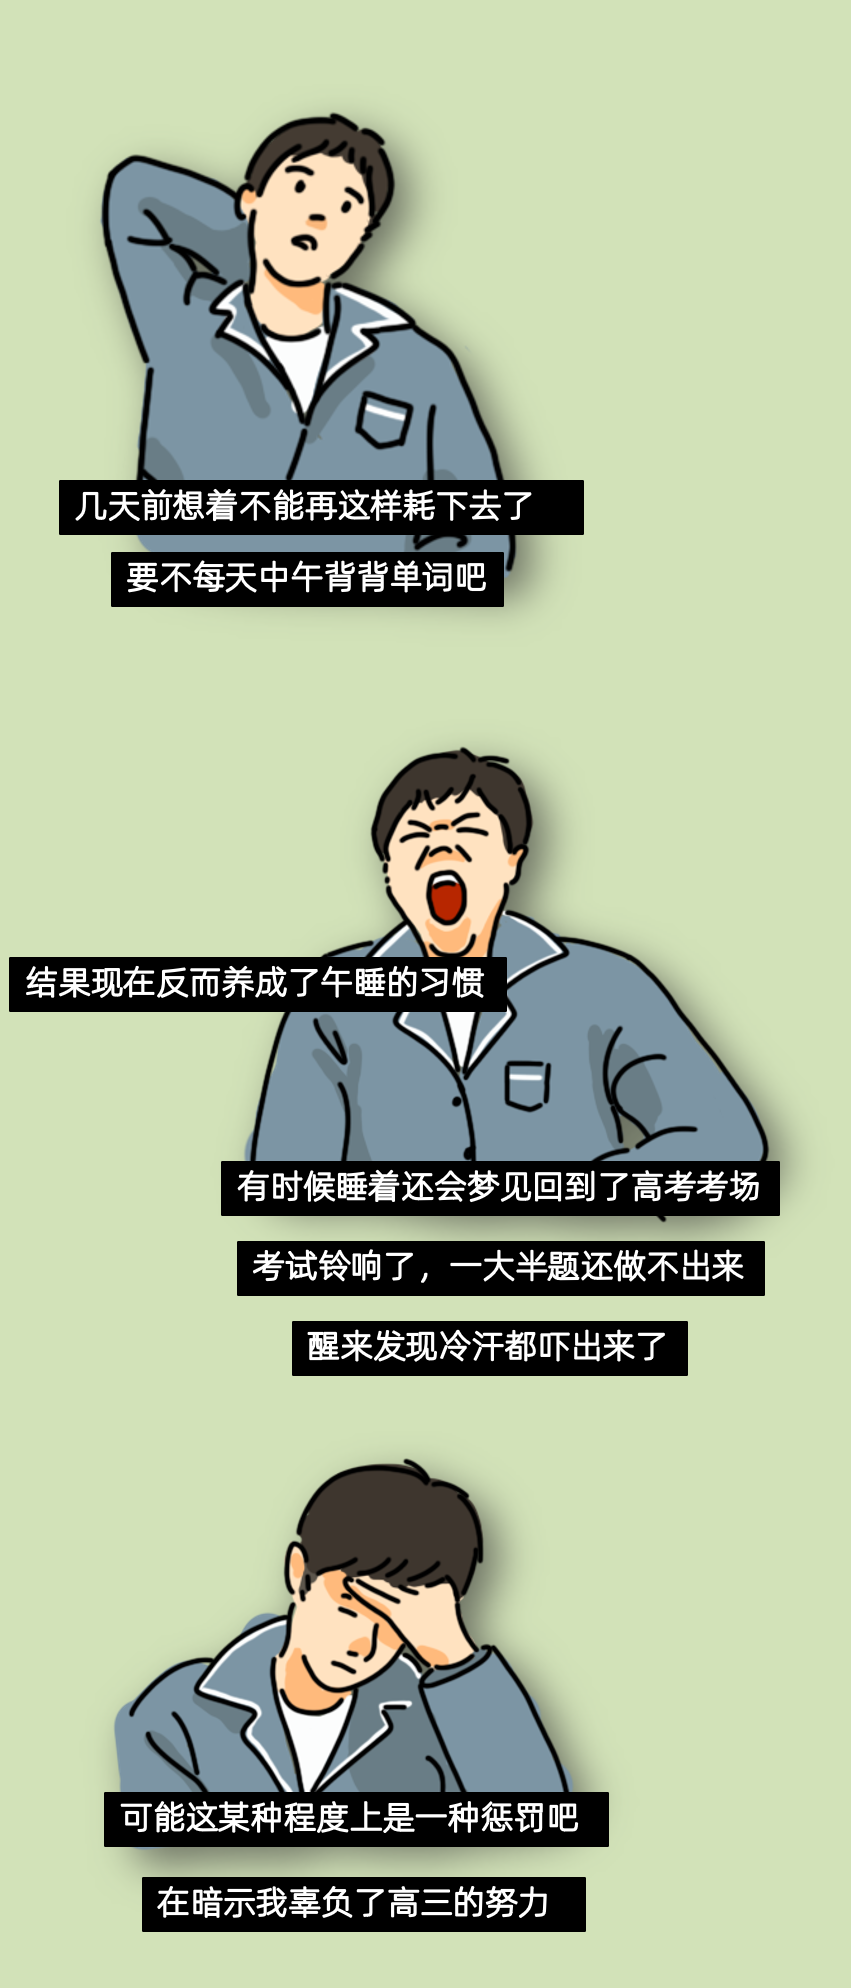 几天前想着不能再这样耗下去了
要不每天中午背背单词吧
结果现在反而养成了午睡的习惯
有时候睡着还会梦见回到了高考考场
考试铃响了，一大半题还做不出来
醒来发现冷汗都吓出来了
可能这某种程度上是一种惩罚吧
在暗示我辜负了高三的努力